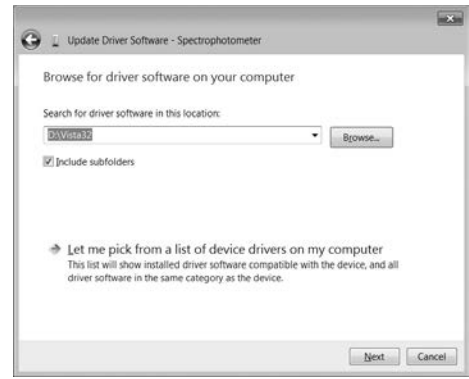 Update Driver Software - Spectrophotometer
Browse for driver software on your computer
Search for driver software in this location:
D:\Vista32
Browse...
Include subfolders
Let me pick from a list of device drivers on my computer
This list will show installed driver software compatible with the device, and all
driver software in the same category as the device.
Next Cancel